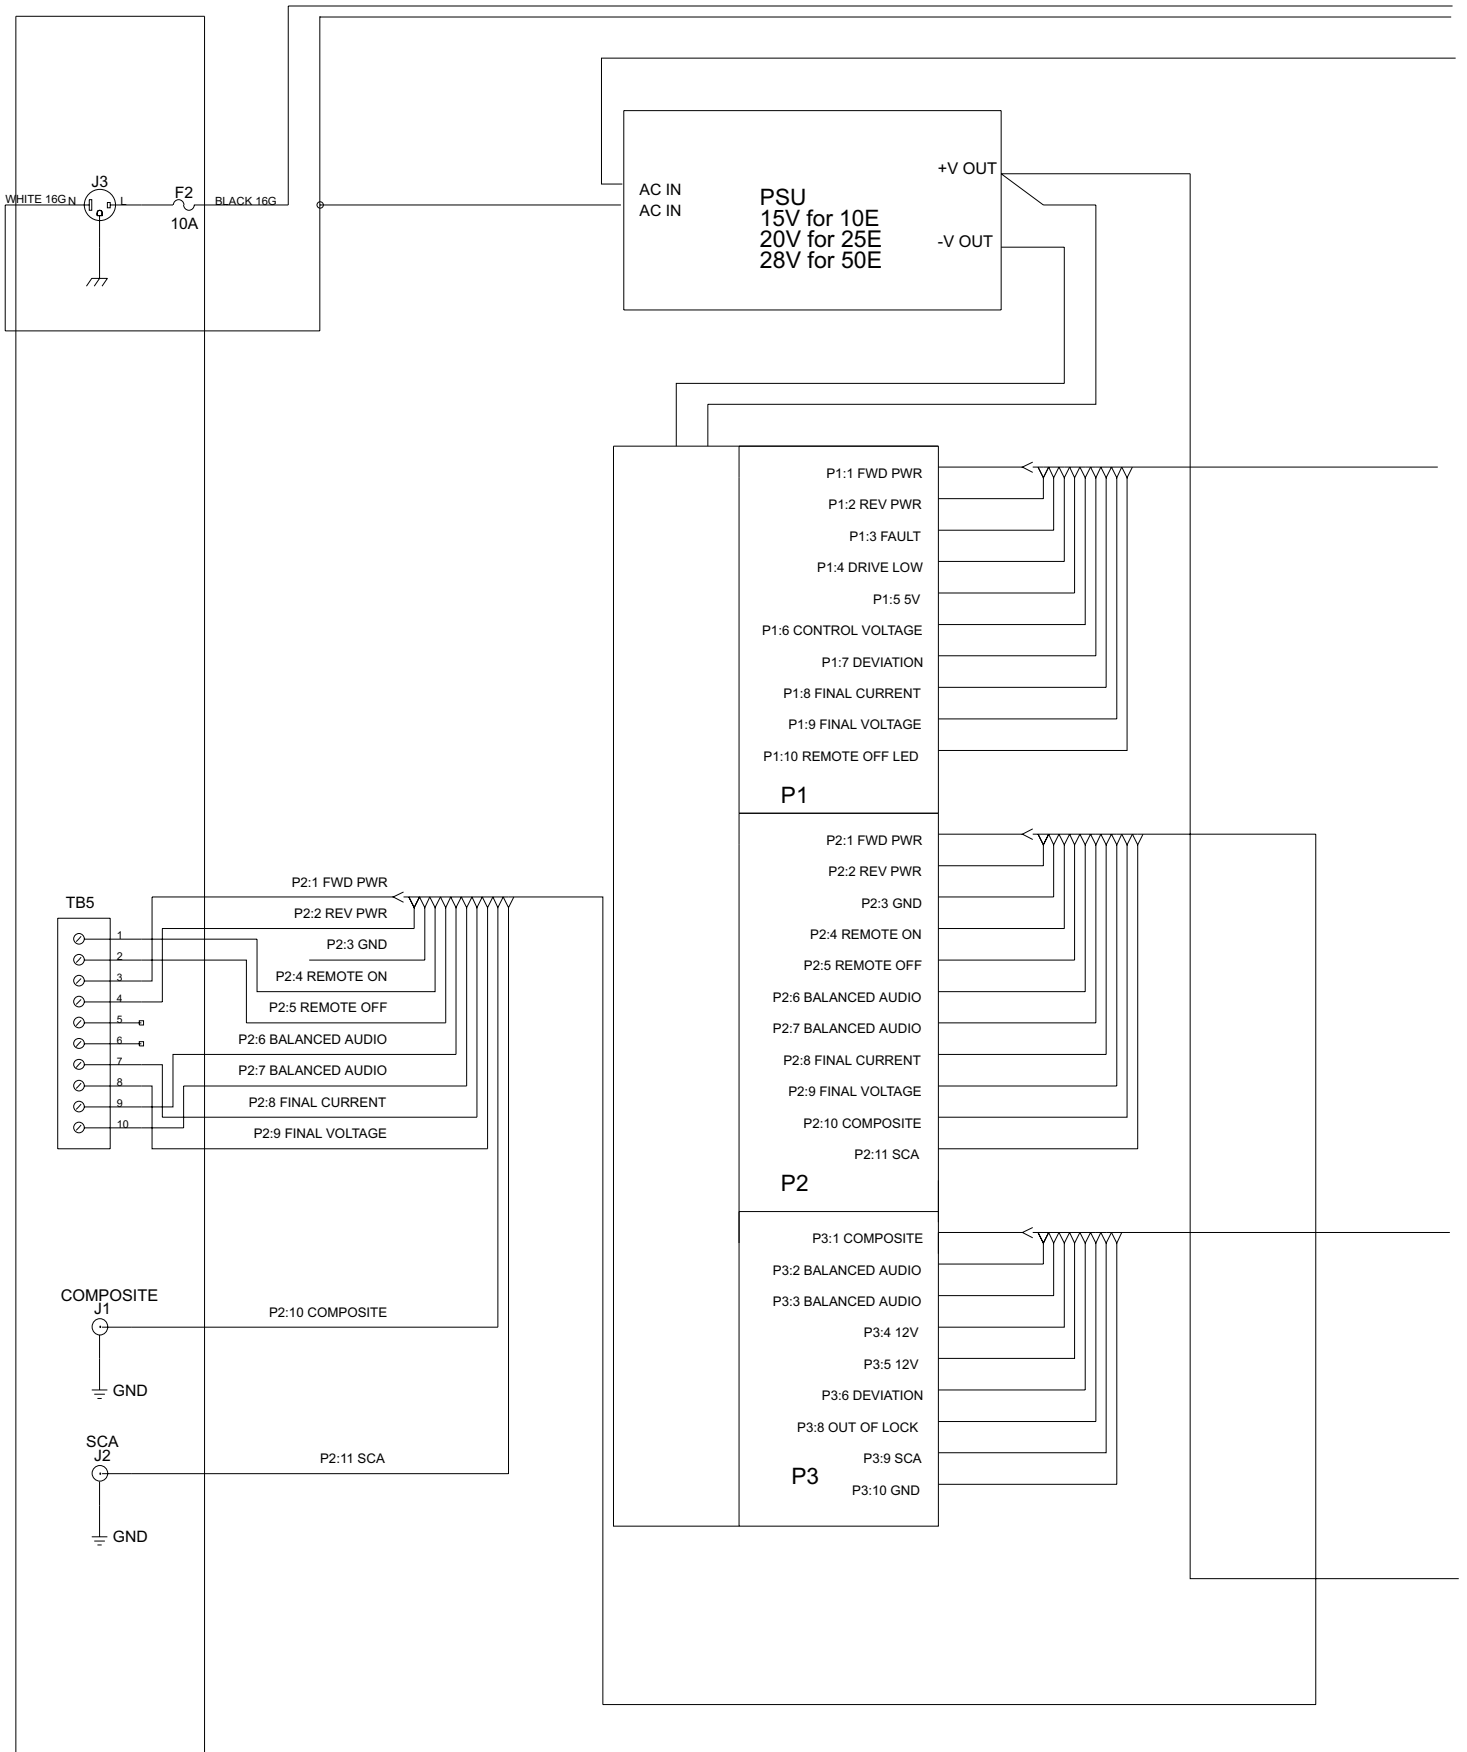 J3
WHITE 16G
N
L
F2
10A
BLACK 16G
AC IN
AC IN
PSU
15V for 10E
20V for 25E
28V for 50E
+V OUT
-V OUT
P1:1 FWD PWR
P1:2 REV PWR
P1:3 FAULT
P1:4 DRIVE LOW
P1:5 5V
P1:6 CONTROL VOLTAGE
P1:7 DEVIATION
P1:8 FINAL CURRENT
P1:9 FINAL VOLTAGE
P1:10 REMOTE OFF LED
P1
P2:1 FWD PWR
P2:2 REV PWR
P2:3 GND
P2:4 REMOTE ON
P2:5 REMOTE OFF
P2:6 BALANCED AUDIO
P2:7 BALANCED AUDIO
P2:8 FINAL CURRENT
P2:9 FINAL VOLTAGE
P2:10 COMPOSITE
P2:11 SCA
P2
P3:1 COMPOSITE
P3:2 BALANCED AUDIO
P3:3 BALANCED AUDIO
P3:4 12V
P3:5 12V
P3:6 DEVIATION
P3:8 OUT OF LOCK
P3:9 SCA
P3:10 GND
P3
TB5
1
2
3
4
5
6
7
8
9
10
P2:1 FWD PWR
P2:2 REV PWR
P2:3 GND
P2:4 REMOTE ON
P2:5 REMOTE OFF
P2:6 BALANCED AUDIO
P2:7 BALANCED AUDIO
P2:8 FINAL CURRENT
P2:9 FINAL VOLTAGE
COMPOSITE
J1
P2:10 COMPOSITE
GND
SCA
J2
P2:11 SCA
GND